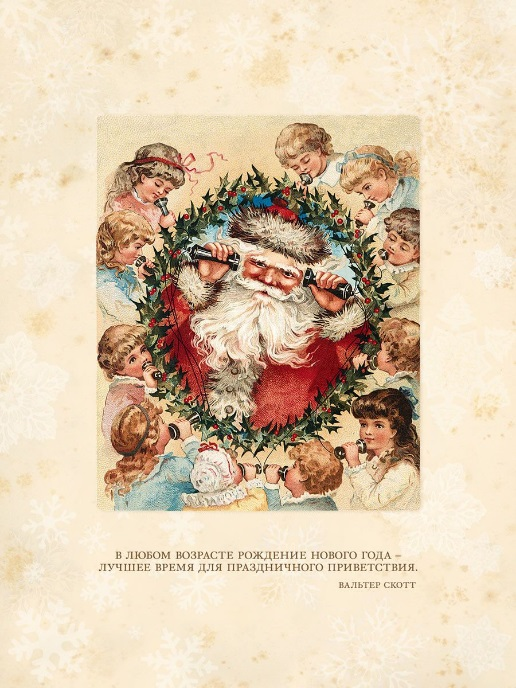 В ЛЮБОМ ВОЗРАСТЕ РОЖДЕНИЕ НОВОГО ГОДА –
ЛУЧШЕЕ ВРЕМЯ ДЛЯ ПРАЗДНИЧНОГО ПРИВЕТСТВИЯ.
ВАЛЬТЕР СКОТТ